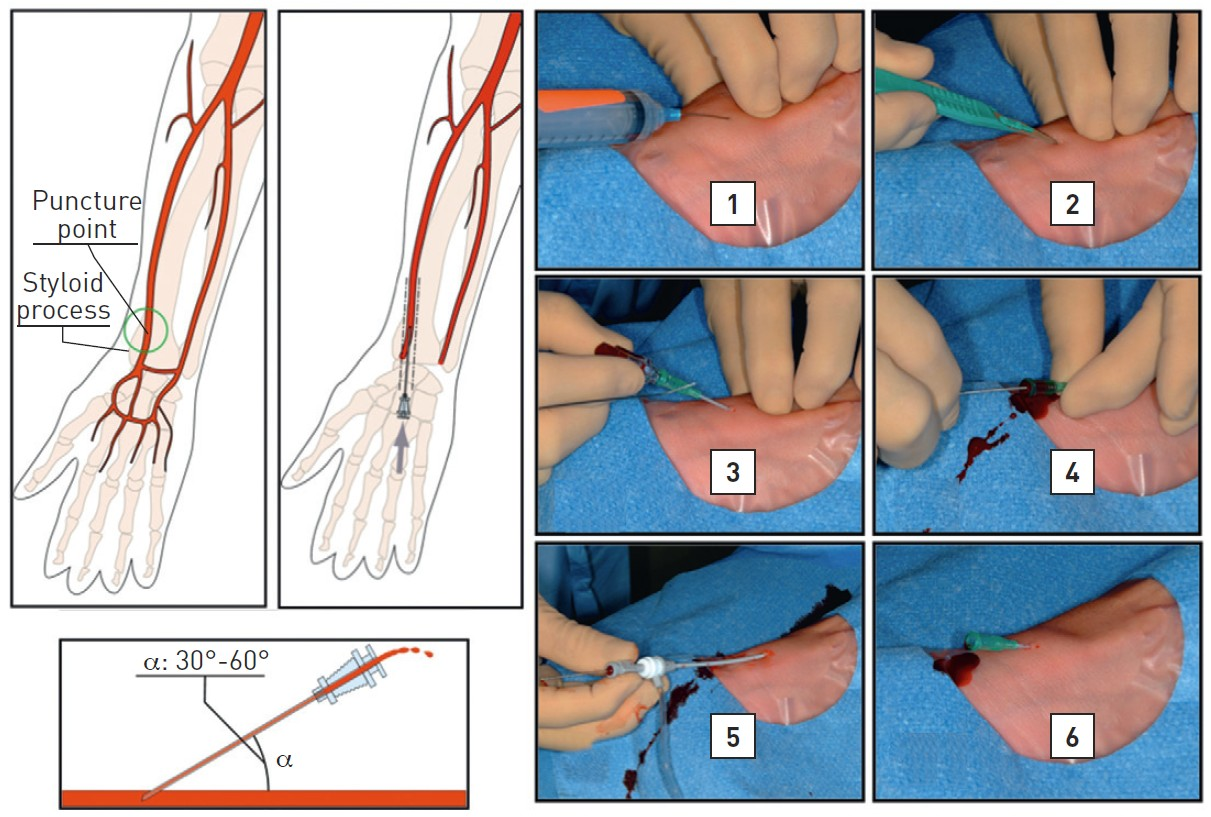 Puncture
point
Styloid
process
α: 30°-60°
α
1
2
3
4
5
6